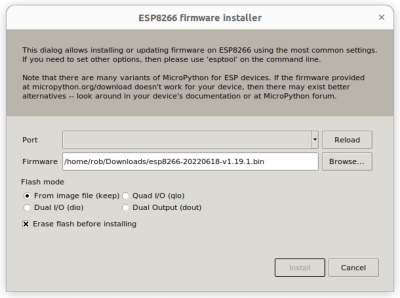 ESP8266 firmware installer
This dialog allows installing or updating firmware on ESP8266 using the most common settings.
If you need to set other options, then please use 'esptool' on the command line.
Note that there are many variants of MicroPython for ESP devices. If the firmware provided
at micropython.org/download doesn't work for your device, then there may exist better
alternatives -- look around in your device's documentation or at MicroPython forum.
Port Reload
Firmware /home/rob/Downloads/esp8266-20220618-v1.19.1.bin Browse...
Flash mode
From image file (keep) Quad I/O (qio)
Dual I/O (dio) Dual Output (dout)
Erase flash before installing
Install Cancel